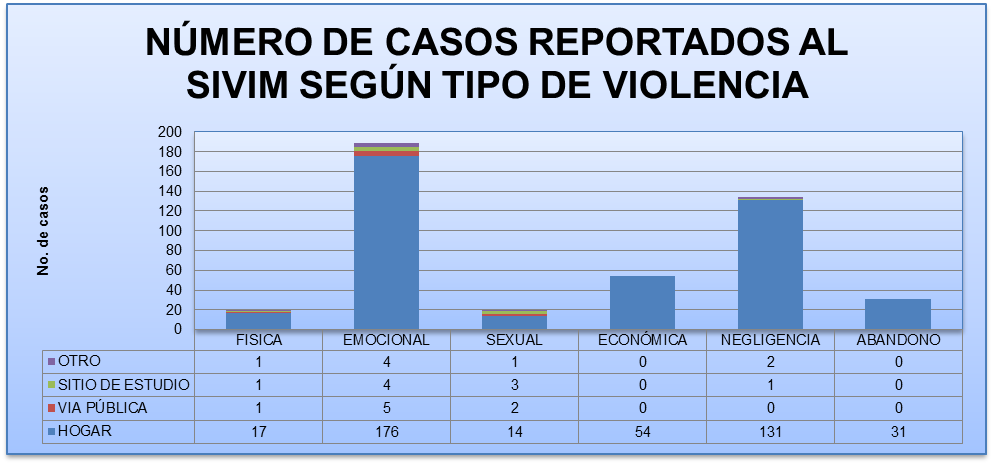 NÚMERO DE CASOS REPORTADOS AL
SIVIM SEGÚN TIPO DE VIOLENCIA
No. de casos
200
180
160
140
120
100
80
60
40
20
0
FISICA EMOCIONAL SEXUAL ECONÓMICA NEGLIGENCIA ABANDONO
OTRO 1 4 1 0 2 0
SITIO DE ESTUDIO 1 4 3 0 1 0
VIA PÚBLICA 1 5 2 0 0 0
HOGAR 17 176 14 54 131 31